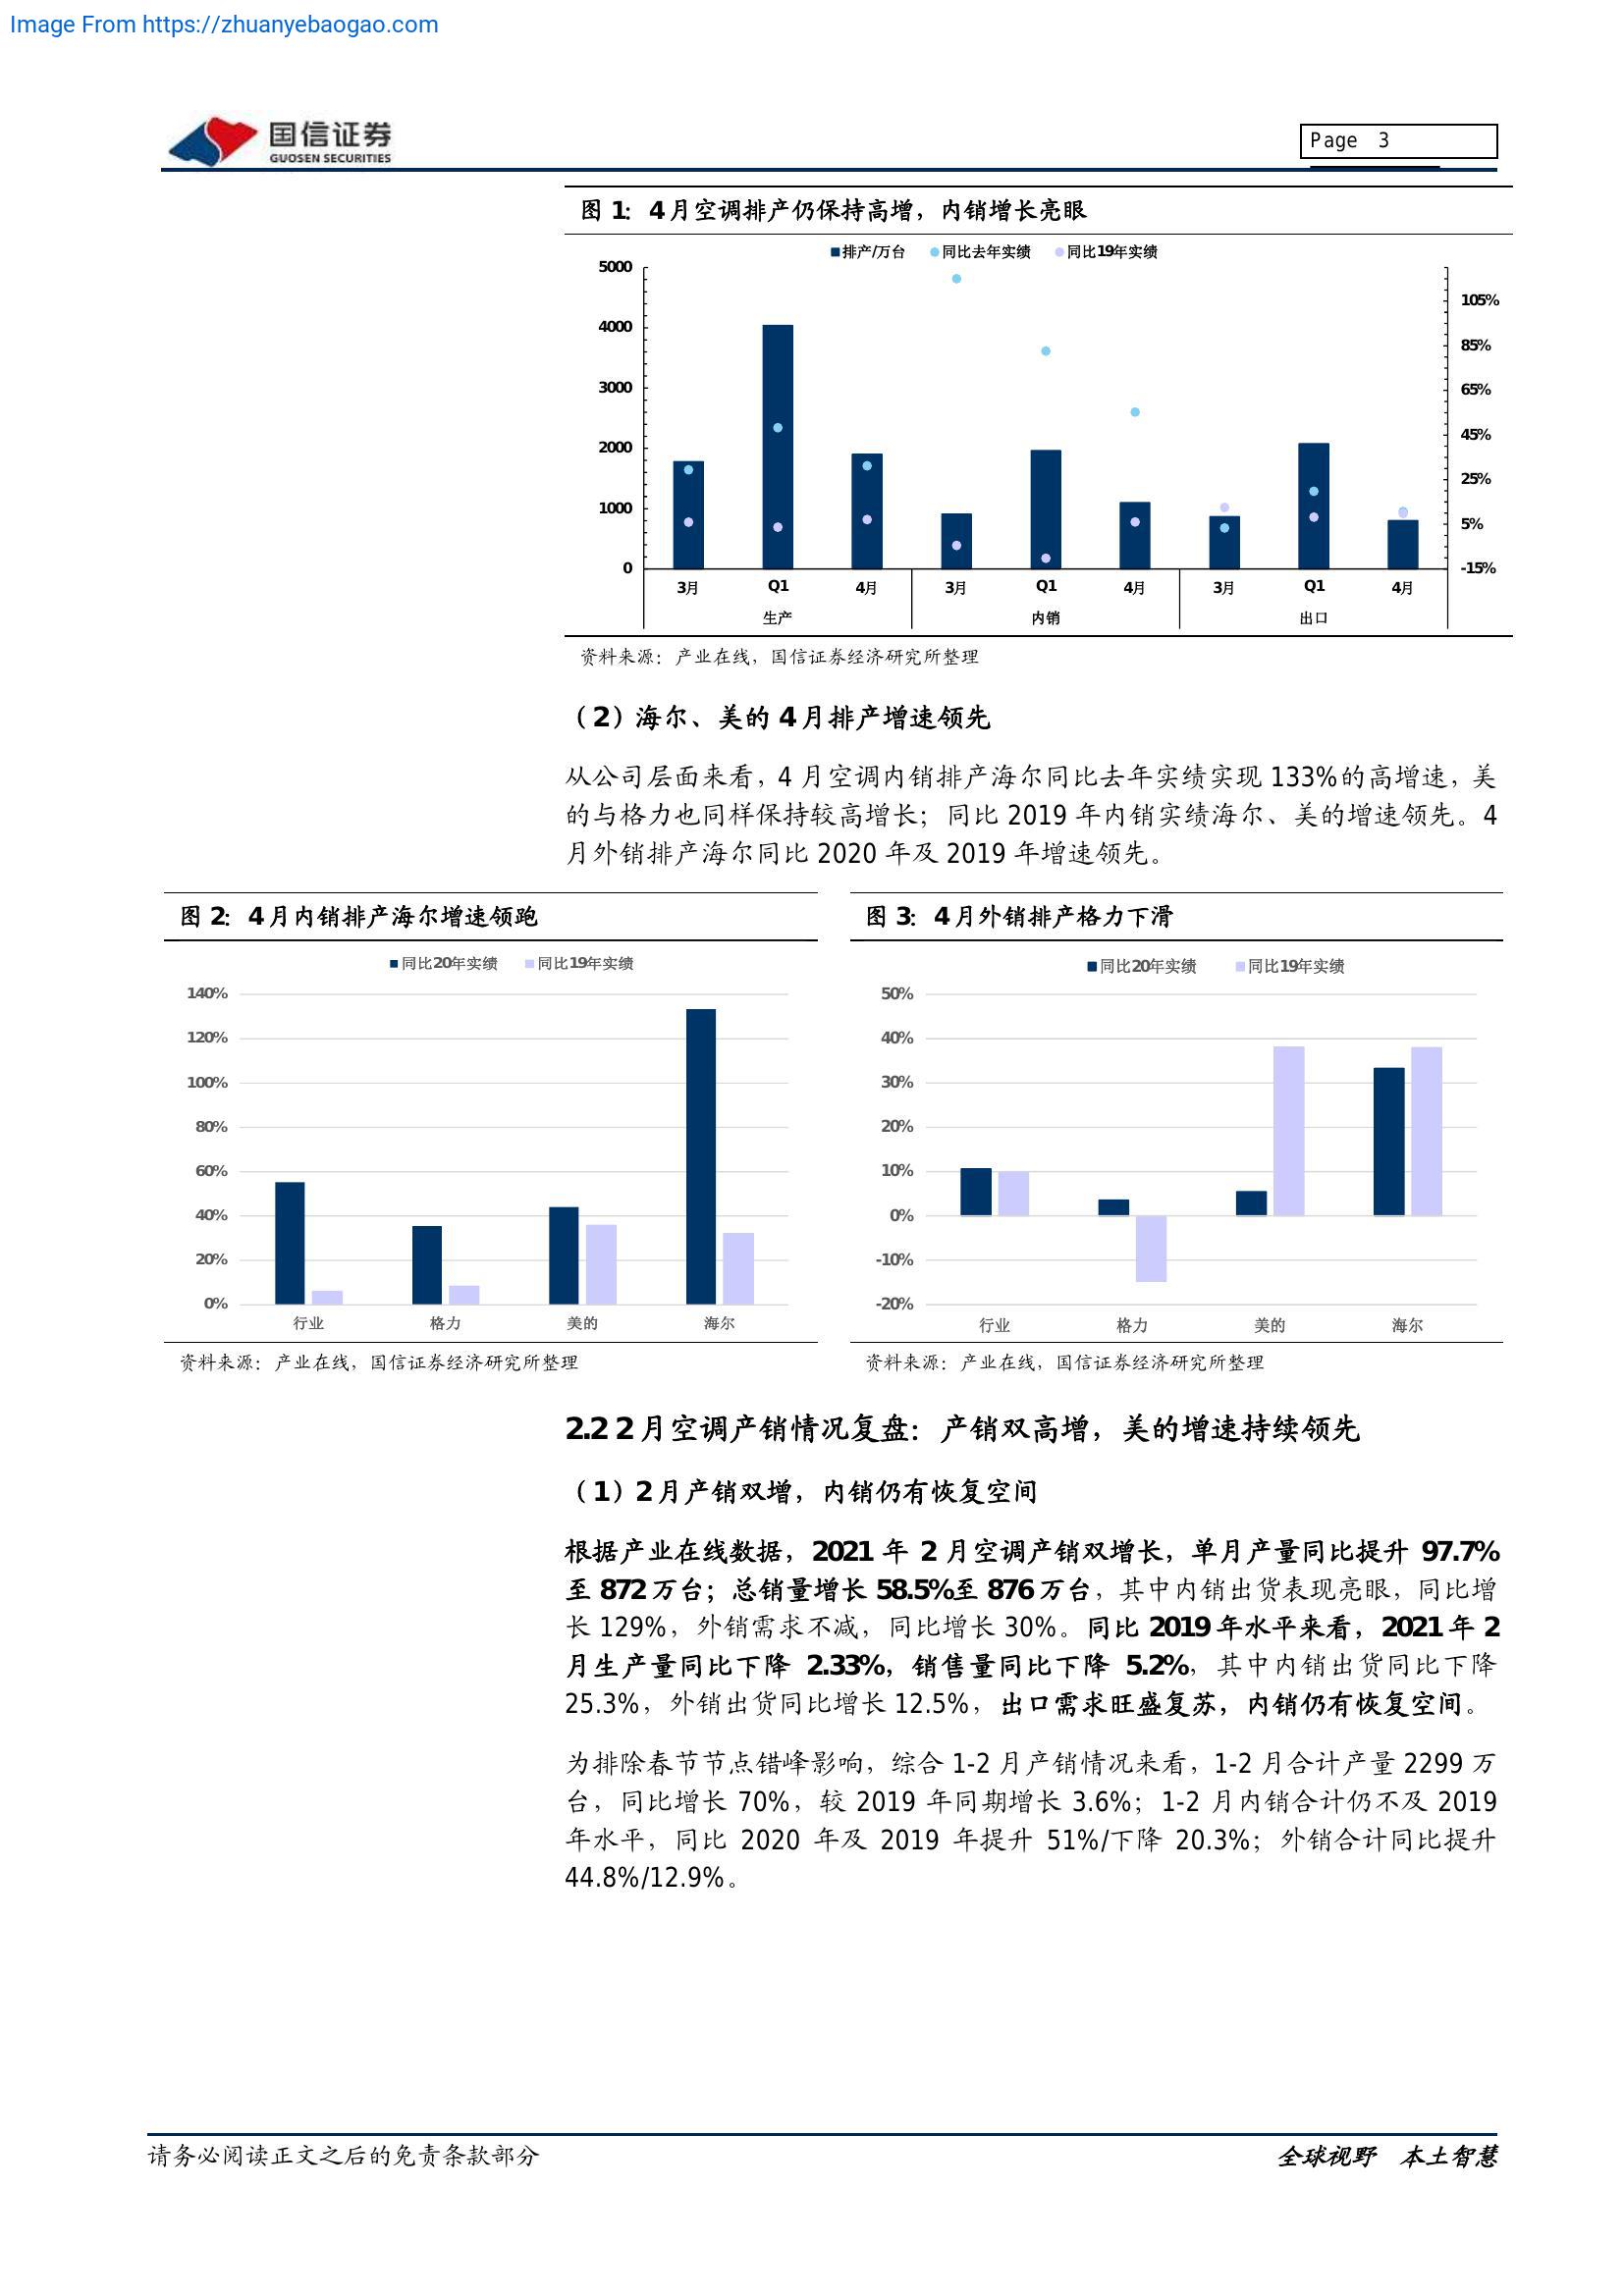 Image From https://zhuanyebaogao.com
国信证券
GUOSEN SECURITIES
Page 3
图 1：4 月空调排产仍保持高增，内销增长亮眼
排产/万台 同比去年实绩 同比19年实绩
5000
4000
3000
2000
1000
0
105%
85%
65%
45%
25%
5%
-15%
3月 Q1 4月 3月 Q1 4月 3月 Q1 4月
生产 内销 出口
资料来源：产业在线，国信证券经济研究所整理
（2）海尔、美的 4 月排产增速领先
从公司层面来看，4 月空调内销排产海尔同比去年实绩实现 133%的高增速，美
的与格力也同样保持较高增长；同比 2019 年内销实绩海尔、美的增速领先。4
月外销排产海尔同比 2020 年及 2019 年增速领先。
图 2：4 月内销排产海尔增速领跑
同比20年实绩 同比19年实绩
140%
120%
100%
80%
60%
40%
20%
0%
行业 格力 美的 海尔
资料来源：产业在线，国信证券经济研究所整理
图 3：4 月外销排产格力下滑
同比20年实绩 同比19年实绩
50%
40%
30%
20%
10%
0%
-10%
-20%
行业 格力 美的 海尔
资料来源：产业在线，国信证券经济研究所整理
2.2 2 月空调产销情况复盘：产销双高增，美的增速持续领先
（1）2 月产销双增，内销仍有恢复空间
根据产业在线数据，2021 年 2 月空调产销双增长，单月产量同比提升 97.7%
至 872 万台；总销量增长 58.5%至 876 万台，其中内销出货表现亮眼，同比增
长 129%，外销需求不减，同比增长 30%。同比 2019 年水平来看，2021 年 2
月生产量同比下降 2.33%，销售量同比下降 5.2%，其中内销出货同比下降
25.3%，外销出货同比增长 12.5%，出口需求旺盛复苏，内销仍有恢复空间。
为排除春节节点错峰影响，综合 1-2 月产销情况来看，1-2 月合计产量 2299 万
台，同比增长 70%，较 2019 年同期增长 3.6%；1-2 月内销合计仍不及 2019
年水平，同比 2020 年及 2019 年提升 51%/下降 20.3%；外销合计同比提升
44.8%/12.9%。
请务必阅读正文之后的免责条款部分
全球视野 本土智慧